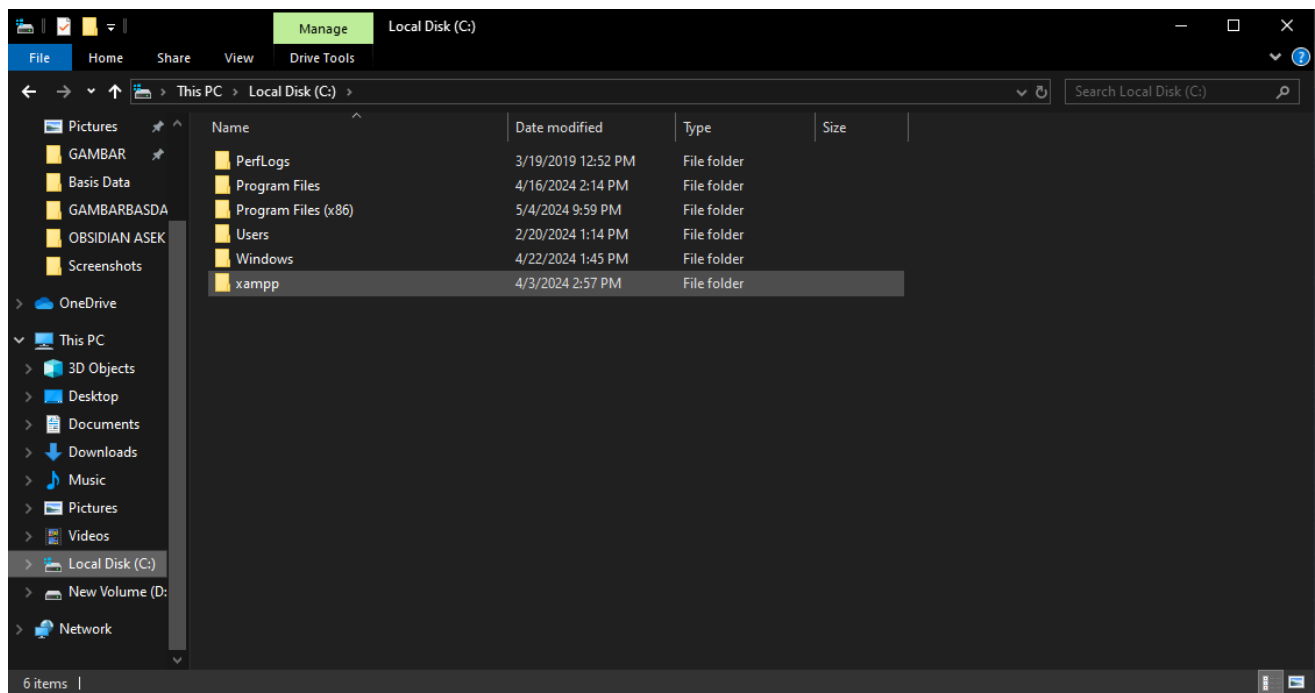 Manage Local Disk (C:)
File Home Share View Drive Tools
This PC > Local Disk (C:) > Search Local Disk (C:)
Pictures
GAMBAR
Basis Data
GAMBARBASDA
OBSIDIAN ASEK
Screenshots
OneDrive
This PC
3D Objects
Desktop
Documents
Downloads
Music
Pictures
Videos
Local Disk (C:)
New Volume (D:
Network
Name Date modified Type Size
PerfLogs 3/19/2019 12:52 PM File folder
Program Files 4/16/2024 2:14 PM File folder
Program Files (x86) 5/4/2024 9:59 PM File folder
Users 2/20/2024 1:14 PM File folder
Windows 4/22/2024 1:45 PM File folder
xampp 4/3/2024 2:57 PM File folder
6 items